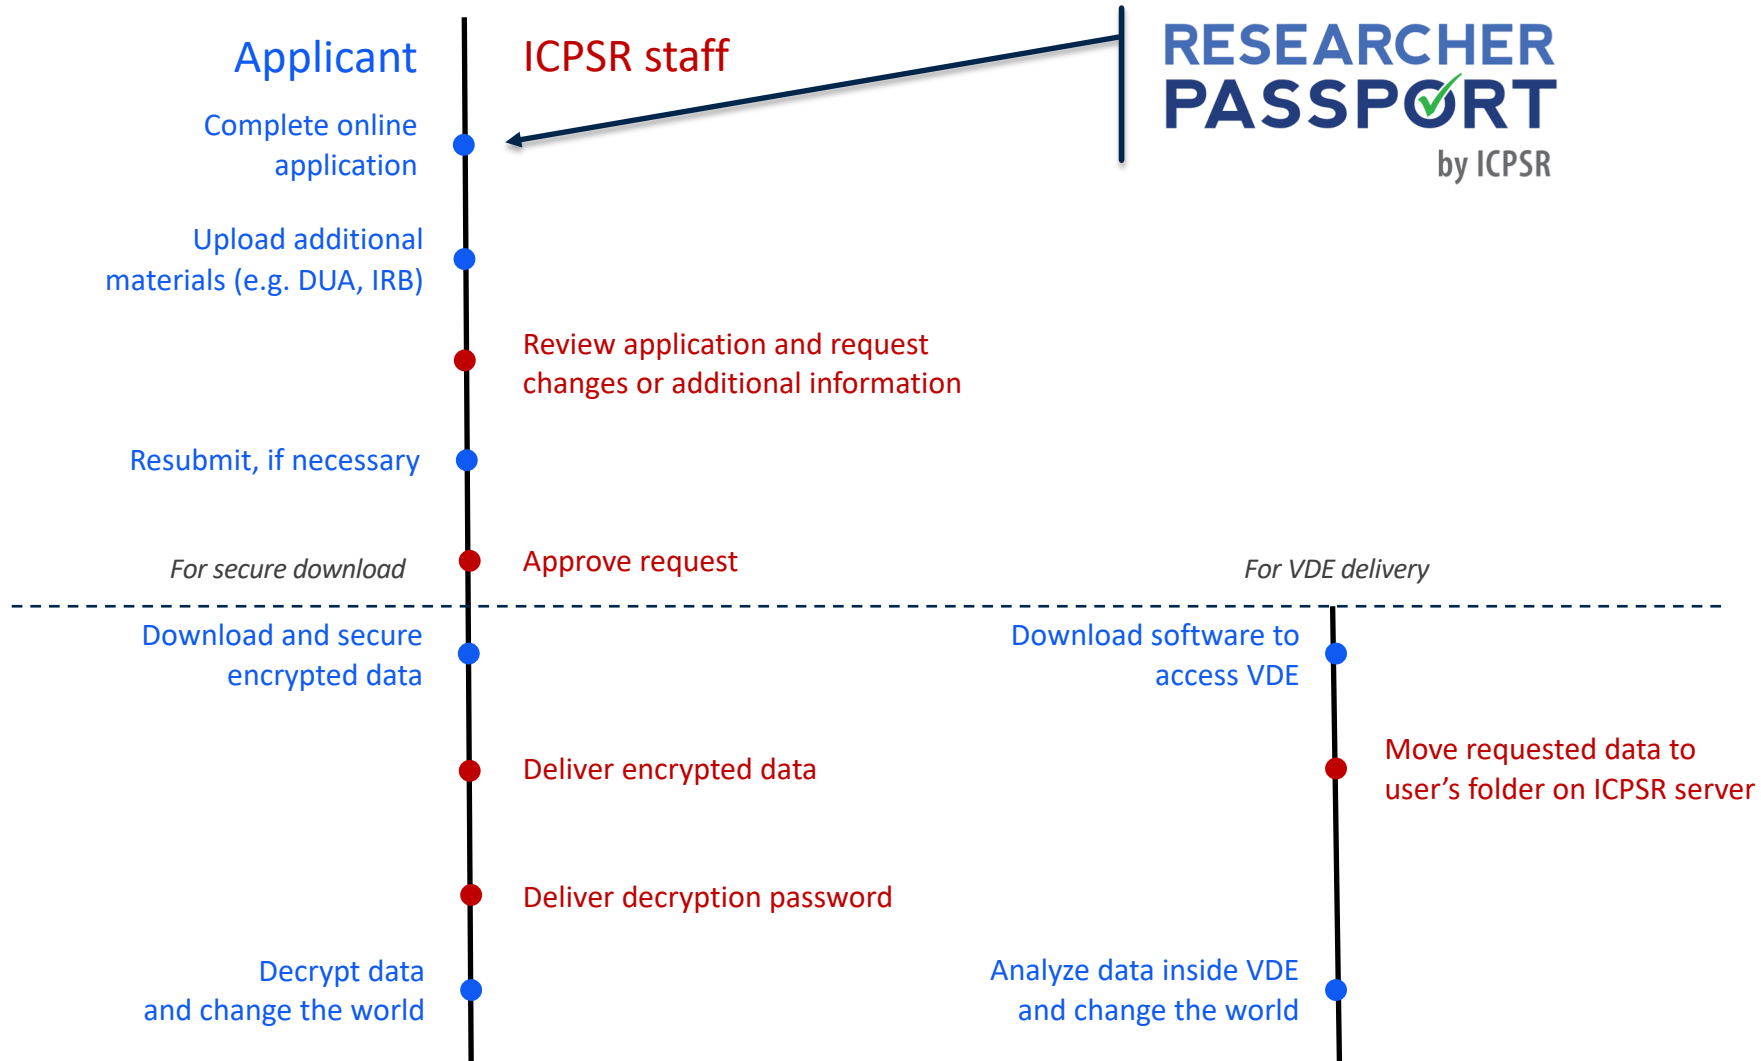 Applicant
ICPSR staff
RESEARCHER
PASSPORT
by ICPSR
Complete online
application
Upload additional
materials (e.g. DUA, IRB)
Review application and request
changes or additional information
Resubmit, if necessary
Approve request
For secure download
For VDE delivery
Download and secure
encrypted data
Deliver encrypted data
Deliver decryption password
Decrypt data
and change the world
Download software to
access VDE
Move requested data to
user’s folder on ICPSR server
Analyze data inside VDE
and change the world